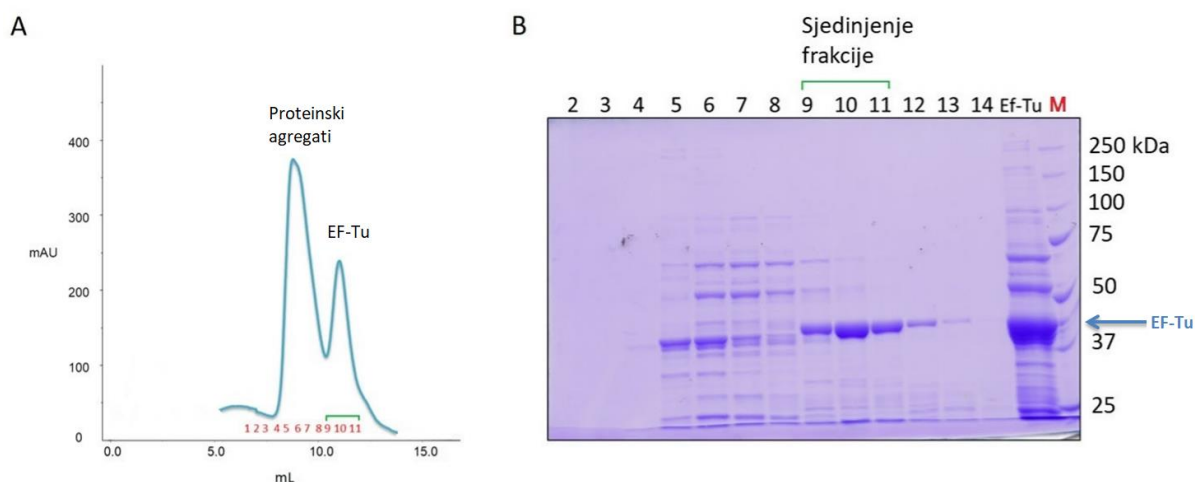 A
Proteinski
agregati
EF-Tu
400
300
mAU
200
100
0
1 2 3 4 5 6 7 8 9 10 11
0.0 5.0 10.0 15.0
mL
B
Sjedinjenje
frakcije
2 3 4 5 6 7 8 9 10 11 12 13 14 Ef-Tu M
250 kDa
150
100
75
50
EF-Tu
37
25